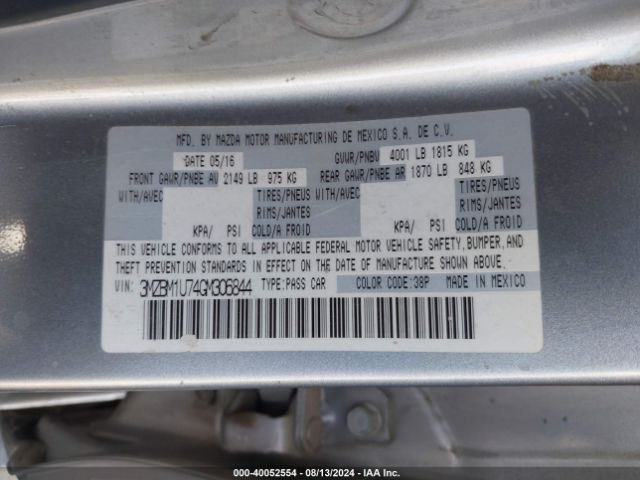 MFD. BY MAZDA MOTOR MANUFACTURING DE MEXICO S.A. DE C.V.
DATE 05/16 GVWR/PNBV 4001 LB 1815 KG
FRONT GAWR/PNBE AV 2149 LB 975 KG REAR GAWR/PNBE AR 1870 LB 848 KG
WITH/AVEC TIRES/PNEUS WITH/AVEC TIRES/PNEUS
RIMS/JANTES RIMS/JANTES
KPA/ PSI COLD/A FROID KPA/ PSI COLD/A FROID
THIS VEHICLE CONFORMS TO ALL APPLICABLE FEDERAL MOTOR VEHICLE SAFETY, BUMPER, AND
THEFT PREVENTION STANDARDS IN EFFECT ON THE DATE OF MANUFACTURE SHOWN ABOVE.
VIN: 3MZBM1U74GM306844 TYPE:PASS CAR COLOR CODE:38P MADE IN MEXICO
000-40052554 - 08/13/2024 - IAA Inc.